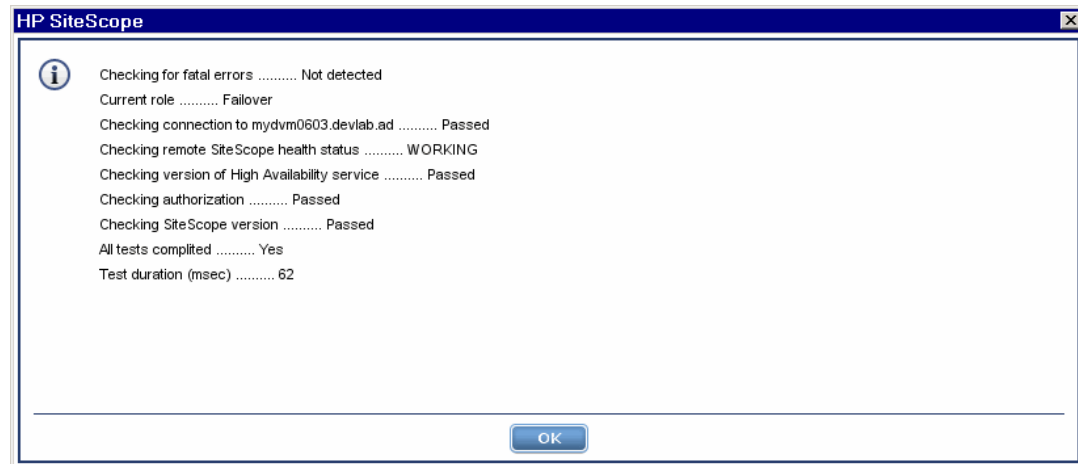 HP SiteScope
Checking for fatal errors .......... Not detected
Current role .......... Failover
Checking connection to mydvm0603.devlab.ad .......... Passed
Checking remote SiteScope health status .......... WORKING
Checking version of High Availability service .......... Passed
Checking authorization .......... Passed
Checking SiteScope version .......... Passed
All tests complited .......... Yes
Test duration (msec) .......... 62
OK